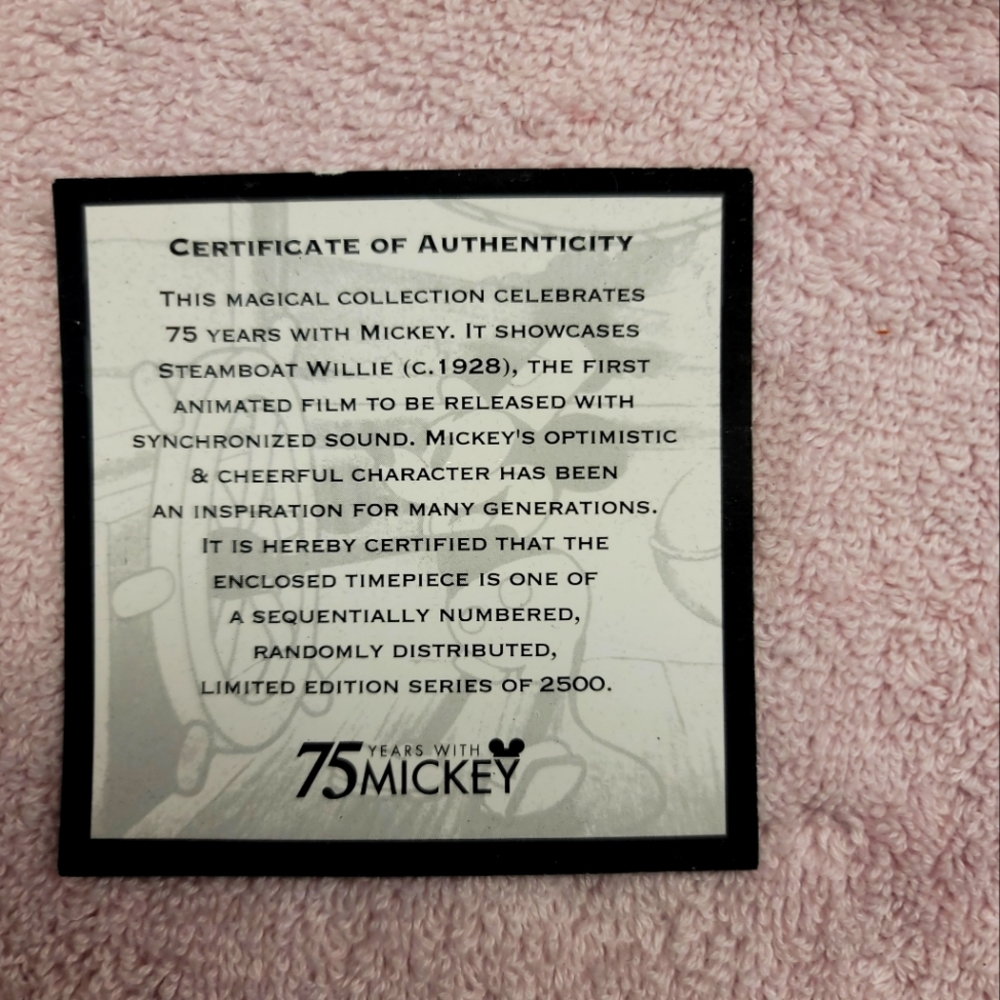 CERTIFICATE OF AUTHENTICITY
THIS MAGICAL COLLECTION CELEBRATES
75 YEARS WITH MICKEY. IT SHOWCASES
STEAMBOAT WILLIE (C.1928), THE FIRST
ANIMATED FILM TO BE RELEASED WITH
SYNCHRONIZED SOUND. MICKEY'S OPTIMISTIC
& CHEERFUL CHARACTER HAS BEEN
AN INSPIRATION FOR MANY GENERATIONS.
IT IS HEREBY CERTIFIED THAT THE
ENCLOSED TIMEPIECE IS ONE OF
A SEQUENTIALLY NUMBERED,
RANDOMLY DISTRIBUTED,
LIMITED EDITION SERIES OF 2500.
75 YEARS WITH
MICKEY